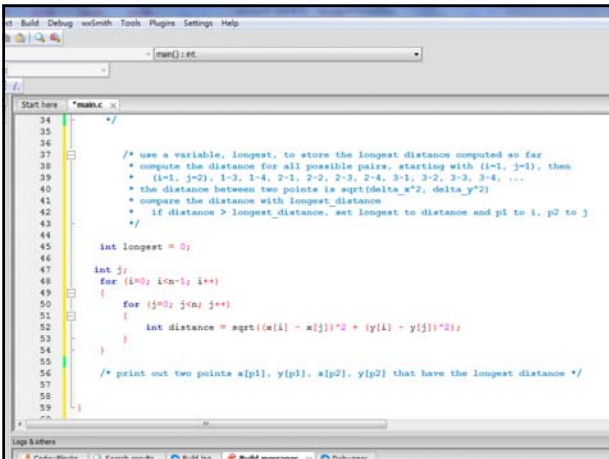 Build Debug wxSmith Tools Plugins Settings Help
main() : int
Start here *main.c
34 */
35
36
37 /* use a variable, longest, to store the longest distance computed so far
38 * compute the distance for all possible pairs, starting with (i=1, j=1), then
39 * (i=1, j=2), 1-3, 1-4, 2-1, 2-2, 2-3, 2-4, 3-1, 3-2, 3-3, 3-4, ...
40 * the distance between two points is sqrt(delta_x^2, delta_y^2)
41 * compare the distance with longest_distance
42 * if distance > longest_distance, set longest to distance and p1 to i, p2 to j
43 */
44
45 int longest = 0;
46
47 int j;
48 for (i=0; i<n-1; i++)
49 {
50 for (j=0; j<n; j++)
51 {
52 int distance = sqrt((x[i] - x[j])^2 + (y[i] - y[j])^2);
53 }
54 }
55
56 /* print out two points x[p1], y[p1], x[p2], y[p2] that have the longest distance */
57
58
59 }
Logs & others
Code::Blocks Search results Build log Build messages Debugger